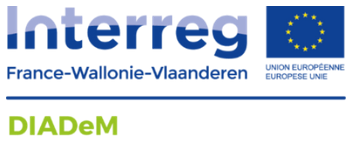 Interreg
France-Wallonie-Vlaanderen
UNION EUROPÉENNE
EUROPESE UNIE
DIADeM